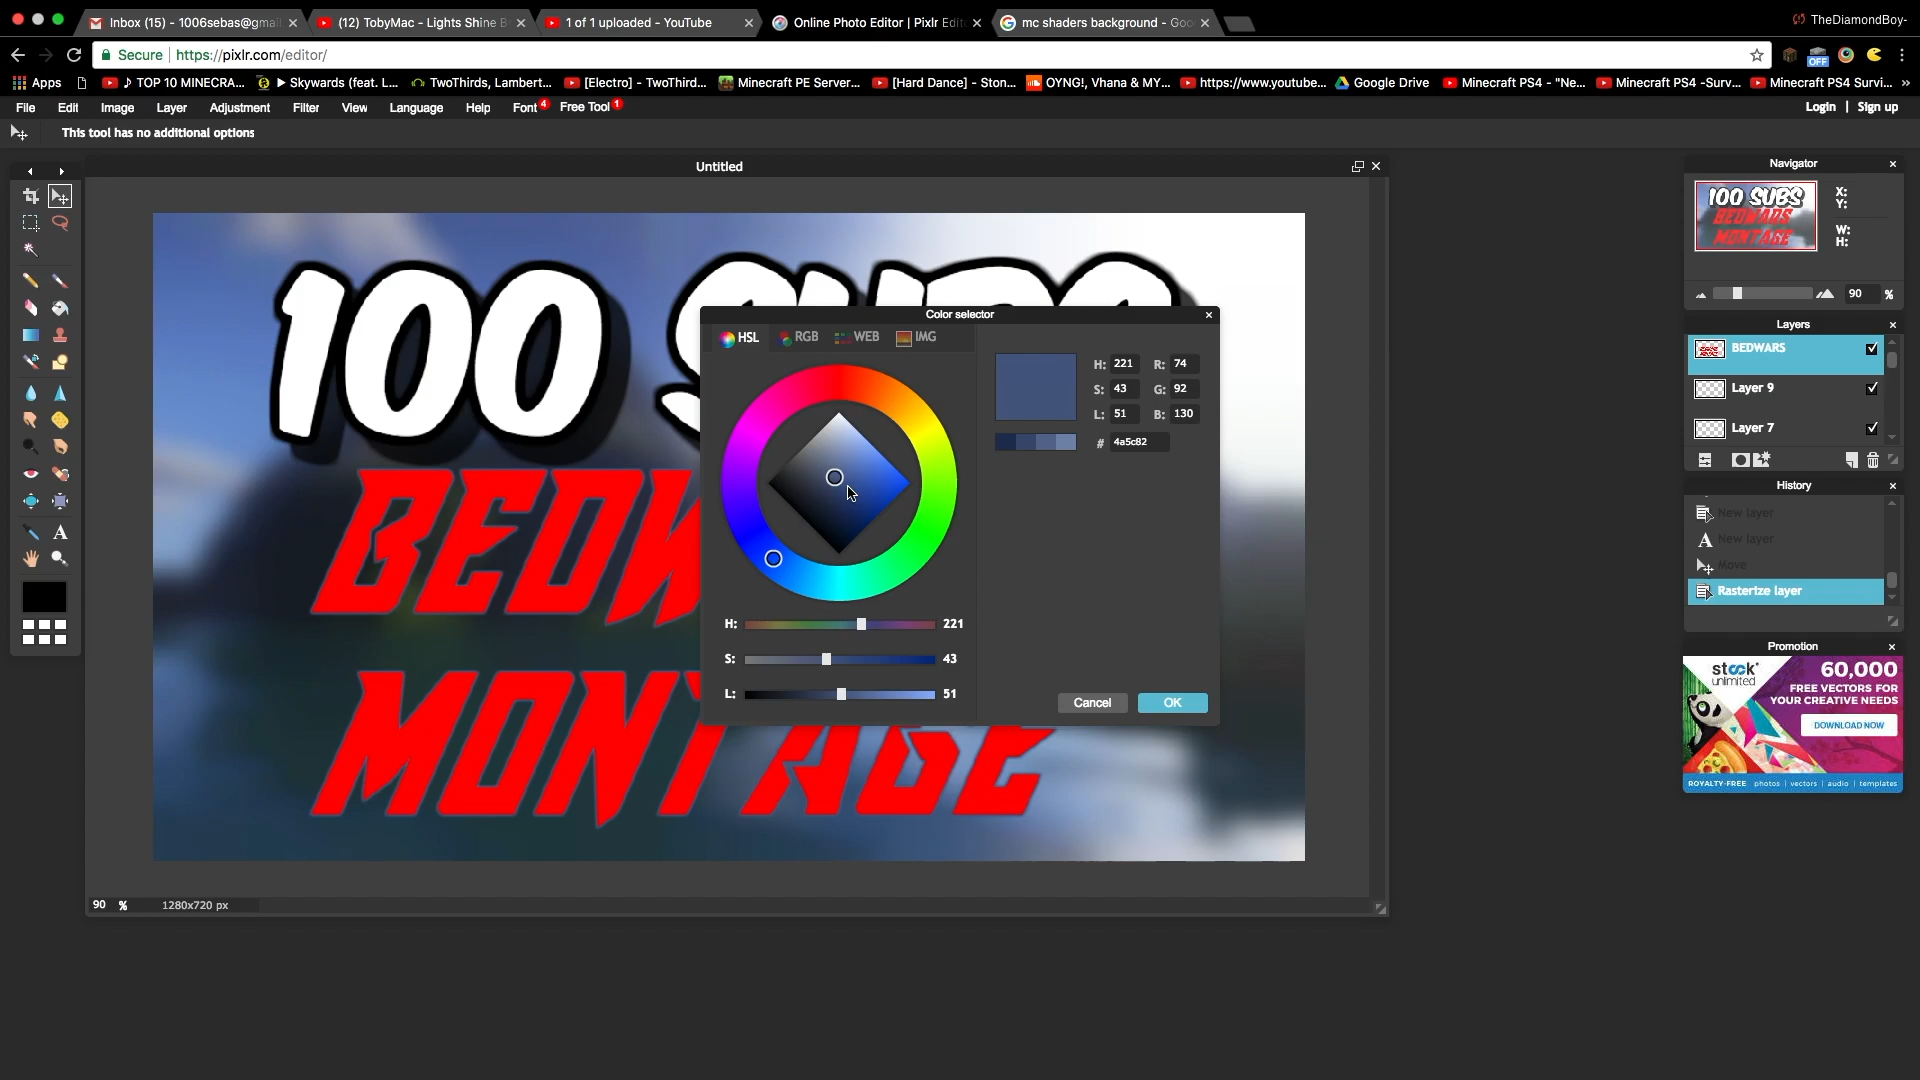 Inbox (15) - 1006sebas@gmai
(12) TobyMac - Lights Shine B
1 of 1 uploaded - YouTube
Online Photo Editor | Pixlr Edit
mc shaders background - Goo
TheDiamondBoy-
Secure
https://pixlr.com/editor/
OFF
Apps
♪ TOP 10 MINECRA...
▶ Skywards (feat. L...
TwoThirds, Lambert...
[Electro] - TwoThird...
Minecraft PE Server...
[Hard Dance] - Ston...
OYNG!, Vhana & MY...
https://www.youtube...
Google Drive
Minecraft PS4 - "Ne...
Minecraft PS4 -Surv...
Minecraft PS4 Survi...
»
File
Edit
Image
Layer
Adjustment
Filter
View
Language
Help
Font 4
Free Tool 1
Login | Sign up
This tool has no additional options
Untitled
100
BEDW
MONTAGE
Color selector
HSL
RGB
WEB
IMG
H: 221 R: 74
S: 43 G: 92
L: 51 B: 130
# 4a5c82
H: 221
S: 43
L: 51
Cancel
OK
90 % 1280x720 px
A
Navigator
100 SUBS
BEDWARS
MONTAGE
X:
Y:
W:
H:
90 %
Layers
BEDWARS
Layer 9
Layer 7
History
New layer
A New layer
Move
Rasterize layer
Promotion
stock
unlimited
60,000
FREE VECTORS FOR
YOUR CREATIVE NEEDS
DOWNLOAD NOW
ROYALTY-FREE photos | vectors | audio | templates